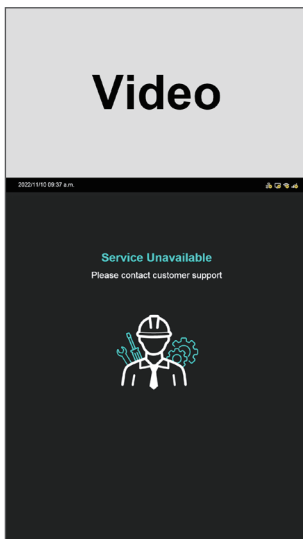 Video
2022/11/10 09:37 a.m.
Service Unavailable
Please contact customer support